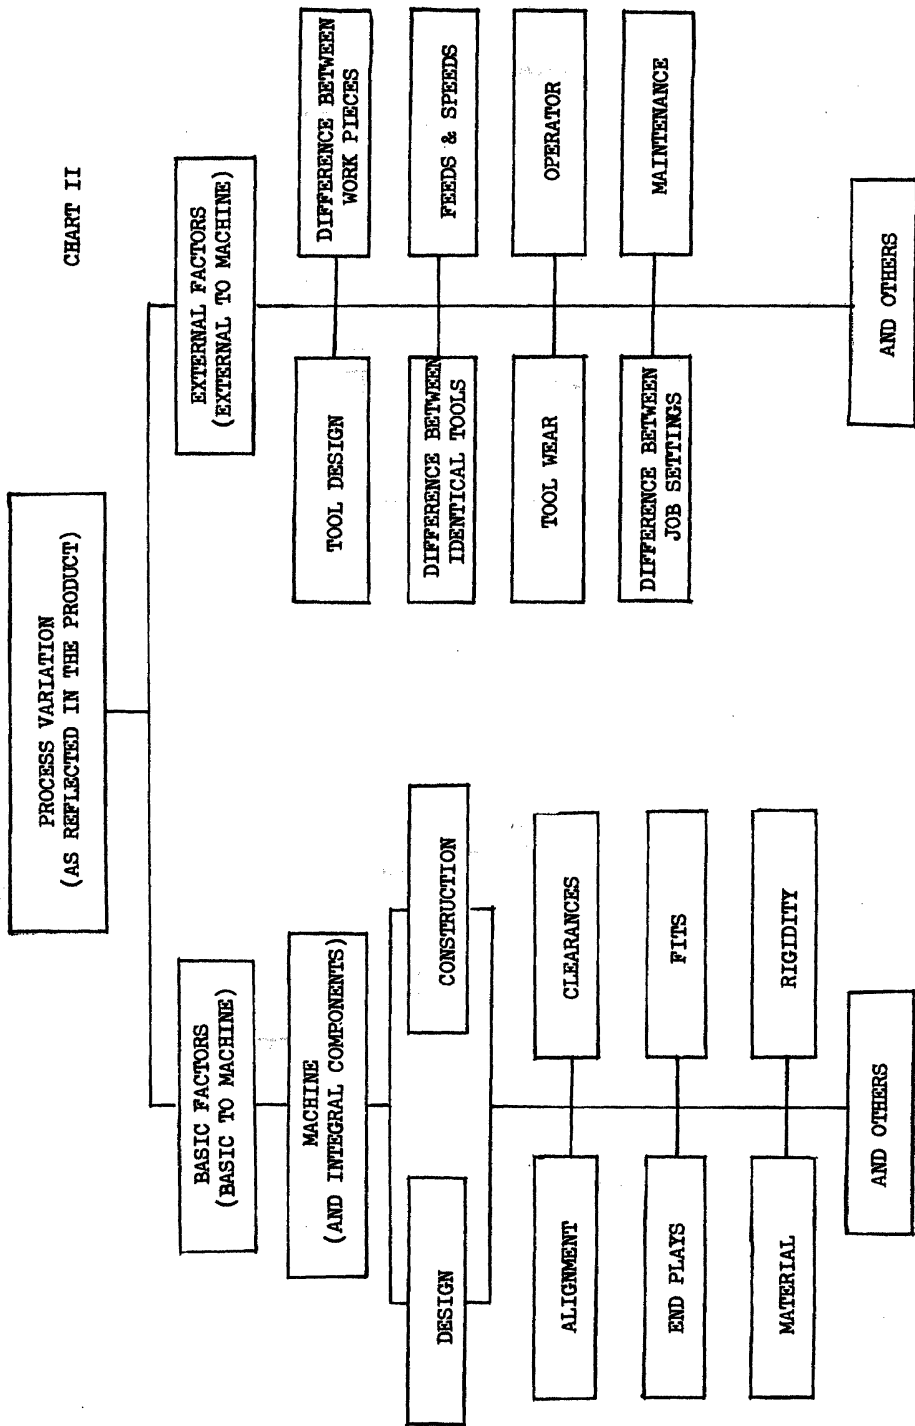 CHART II
PROCESS VARIATION
(AS REFLECTED IN THE PRODUCT)
BASIC FACTORS
(BASIC TO MACHINE)
MACHINE
(AND INTEGRAL COMPONENTS)
DESIGN
CONSTRUCTION
ALIGNMENT
CLEARANCES
END PLAYS
FITS
MATERIAL
RIGIDITY
AND OTHERS
EXTERNAL FACTORS
(EXTERNAL TO MACHINE)
TOOL DESIGN
DIFFERENCE BETWEEN
WORK PIECES
DIFFERENCE BETWEEN
IDENTICAL TOOLS
FEEDS & SPEEDS
TOOL WEAR
OPERATOR
DIFFERENCE BETWEEN
JOB SETTINGS
MAINTENANCE
AND OTHERS